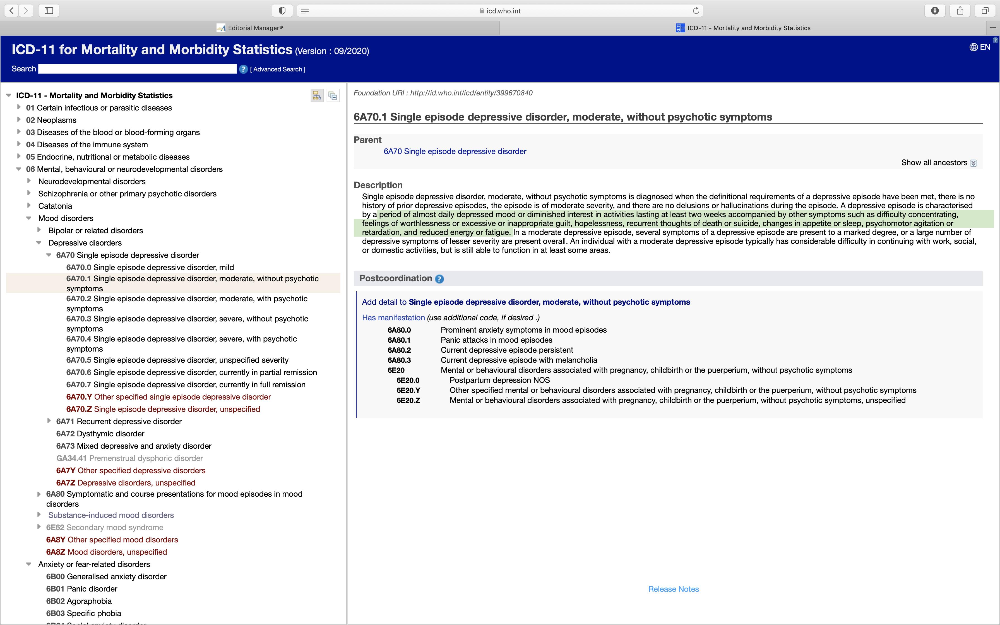 icd.who.int
Editorial Manager®
ICD-11 - Mortality and Morbidity Statistics
ICD-11 for Mortality and Morbidity Statistics (Version : 09/2020)
EN
Search
[ Advanced Search ]
ICD-11 - Mortality and Morbidity Statistics
01 Certain infectious or parasitic diseases
02 Neoplasms
03 Diseases of the blood or blood-forming organs
04 Diseases of the immune system
05 Endocrine, nutritional or metabolic diseases
06 Mental, behavioural or neurodevelopmental disorders
Neurodevelopmental disorders
Schizophrenia or other primary psychotic disorders
Catatonia
Mood disorders
Bipolar or related disorders
Depressive disorders
6A70 Single episode depressive disorder
6A70.0 Single episode depressive disorder, mild
6A70.1 Single episode depressive disorder, moderate, without psychotic
symptoms
6A70.2 Single episode depressive disorder, moderate, with psychotic
symptoms
6A70.3 Single episode depressive disorder, severe, without psychotic
symptoms
6A70.4 Single episode depressive disorder, severe, with psychotic
symptoms
6A70.5 Single episode depressive disorder, unspecified severity
6A70.6 Single episode depressive disorder, currently in partial remission
6A70.7 Single episode depressive disorder, currently in full remission
6A70.Y Other specified single episode depressive disorder
6A70.Z Single episode depressive disorder, unspecified
6A71 Recurrent depressive disorder
6A72 Dysthymic disorder
6A73 Mixed depressive and anxiety disorder
GA34.41 Premenstrual dysphoric disorder
6A7Y Other specified depressive disorders
6A7Z Depressive disorders, unspecified
6A80 Symptomatic and course presentations for mood episodes in mood
disorders
Substance-induced mood disorders
6E62 Secondary mood syndrome
6A8Y Other specified mood disorders
6A8Z Mood disorders, unspecified
Anxiety or fear-related disorders
6B00 Generalised anxiety disorder
6B01 Panic disorder
6B02 Agoraphobia
6B03 Specific phobia
Foundation URI : http://id.who.int/icd/entity/399670840
6A70.1 Single episode depressive disorder, moderate, without psychotic symptoms
Parent
6A70 Single episode depressive disorder
Show all ancestors
Description
Single episode depressive disorder, moderate, without psychotic symptoms is diagnosed when the definitional requirements of a depressive episode have been met, there is no
history of prior depressive episodes, the episode is of moderate severity, and there are no delusions or hallucinations during the episode. A depressive episode is characterised
by a period of almost daily depressed mood or diminished interest in activities lasting at least two weeks accompanied by other symptoms such as difficulty concentrating,
feelings of worthlessness or excessive or inappropriate guilt, hopelessness, recurrent thoughts of death or suicide, changes in appetite or sleep, psychomotor agitation or
retardation, and reduced energy or fatigue. In a moderate depressive episode, several symptoms of a depressive episode are present to a marked degree, or a large number of
depressive symptoms of lesser severity are present overall. An individual with a moderate depressive episode typically has considerable difficulty in continuing with work, social,
or domestic activities, but is still able to function in at least some areas.
Postcoordination
Add detail to Single episode depressive disorder, moderate, without psychotic symptoms
Has manifestation (use additional code, if desired .)
6A80.0 Prominent anxiety symptoms in mood episodes
6A80.1 Panic attacks in mood episodes
6A80.2 Current depressive episode persistent
6A80.3 Current depressive episode with melancholia
6E20 Mental or behavioural disorders associated with pregnancy, childbirth or the puerperium, without psychotic symptoms
6E20.0 Postpartum depression NOS
6E20.Y Other specified mental or behavioural disorders associated with pregnancy, childbirth or the puerperium, without psychotic symptoms
6E20.Z Mental or behavioural disorders associated with pregnancy, childbirth or the puerperium, without psychotic symptoms, unspecified
Release Notes